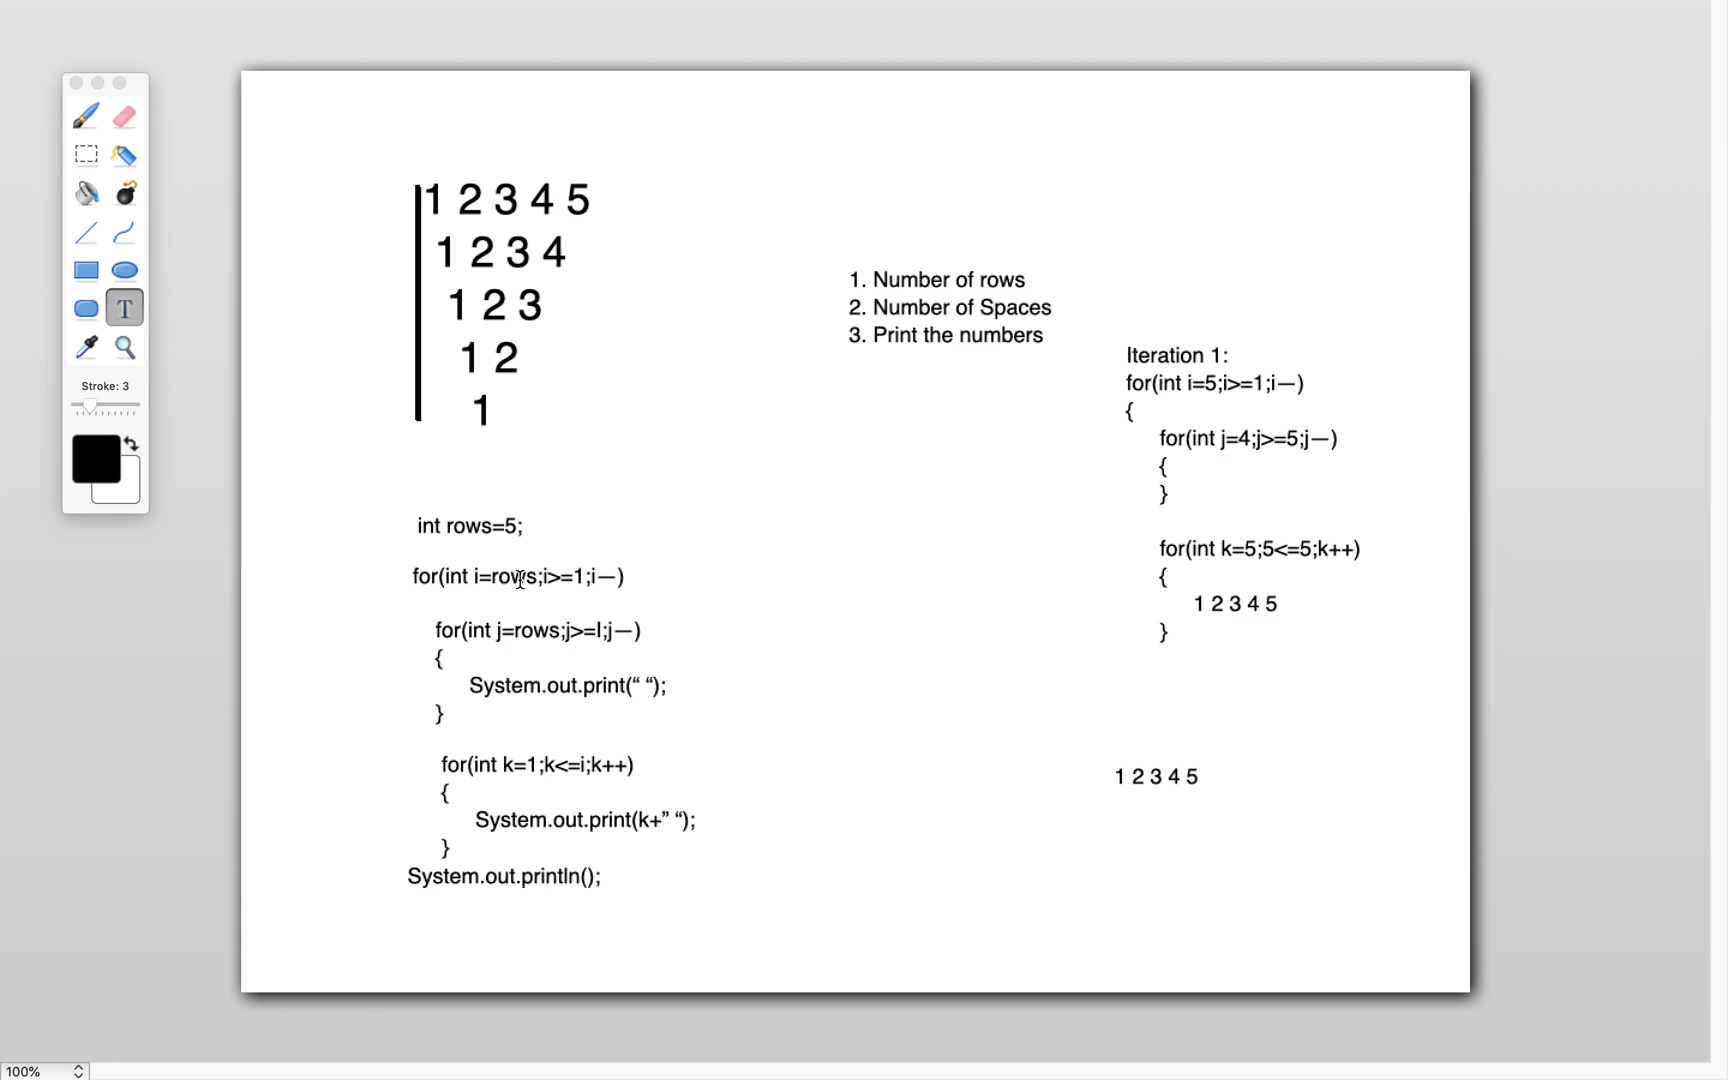 1 2 3 4 5
1 2 3 4
1 2 3
1 2
1
1. Number of rows
2. Number of Spaces
3. Print the numbers
Iteration 1:
for(int i=5;i>=1;i—)
{
for(int j=4;j>=5;j—)
{
}
for(int k=5;5<=5;k++)
{
1 2 3 4 5
}
1 2 3 4 5
int rows=5;
for(int i=rows;i>=1;i—)
for(int j=rows;j>=I;j—)
{
System.out.print(“ “);
}
for(int k=1;k<=i;k++)
{
System.out.print(k+” “);
}
System.out.println();
T
Stroke: 3
100%